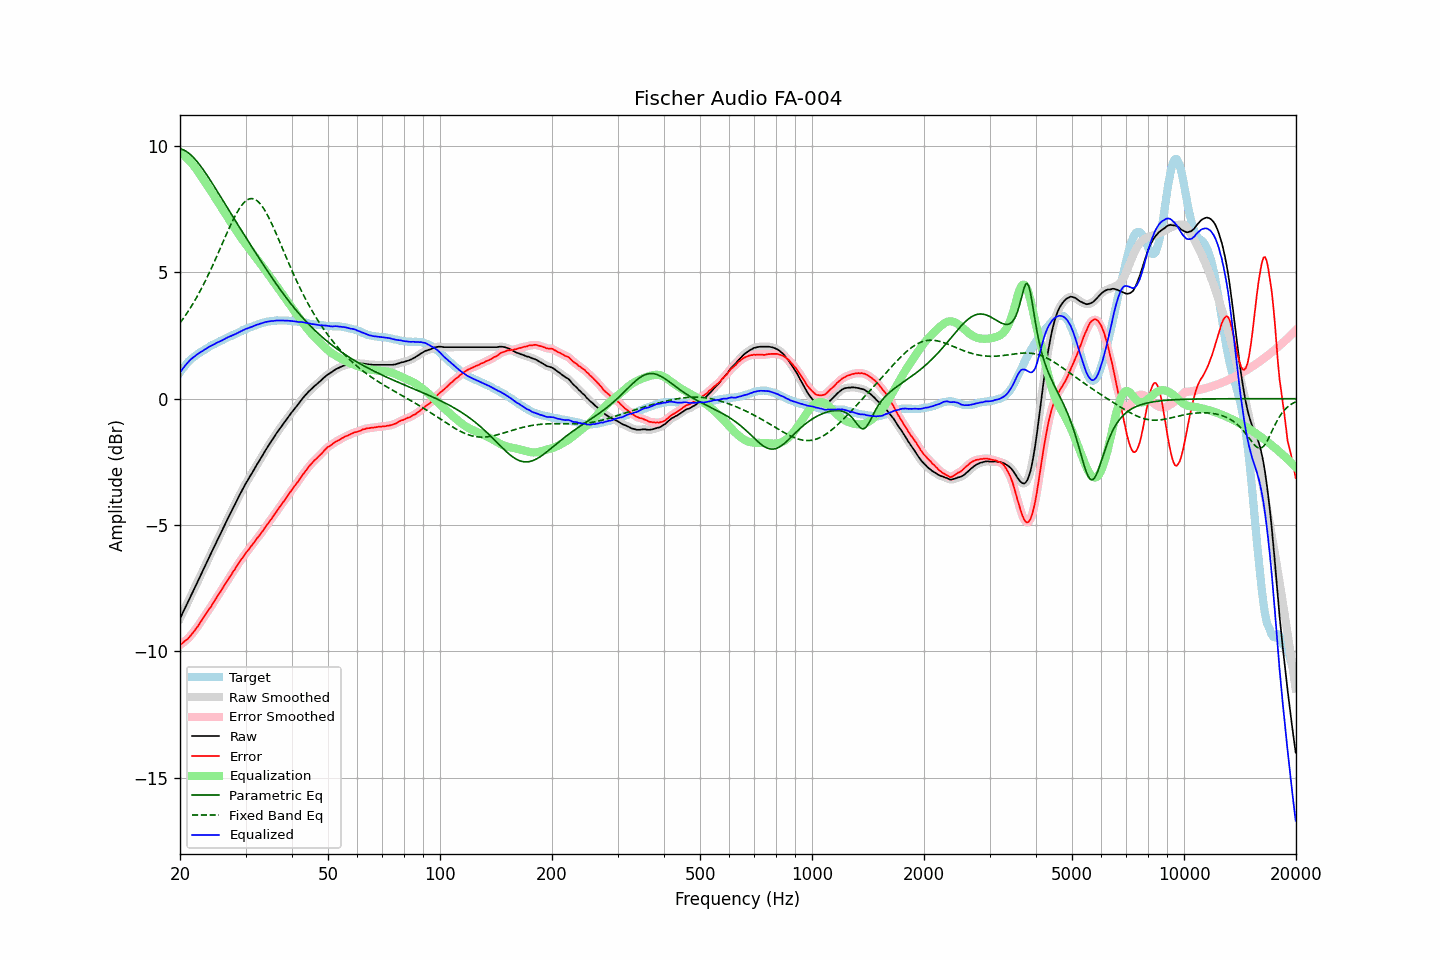 Fischer Audio FA-004
Amplitude (dBr)
10
5
0
−5
−10
−15
Target
Raw Smoothed
Error Smoothed
Raw
Error
Equalization
Parametric Eq
Fixed Band Eq
Equalized
20 50 100 200 500 1000 2000 5000 10000 20000
Frequency (Hz)